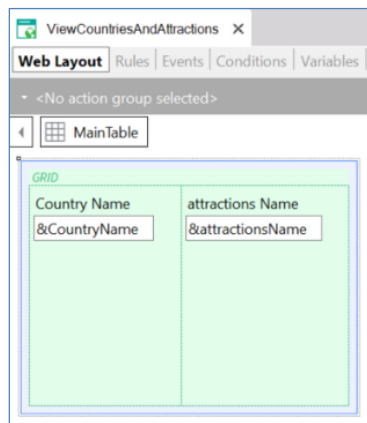 ViewCountriesAndAttractions X
Web Layout | Rules | Events | Conditions | Variables
<No action group selected>
MainTable
GRID
Country Name attractions Name
&CountryName &attractionsName